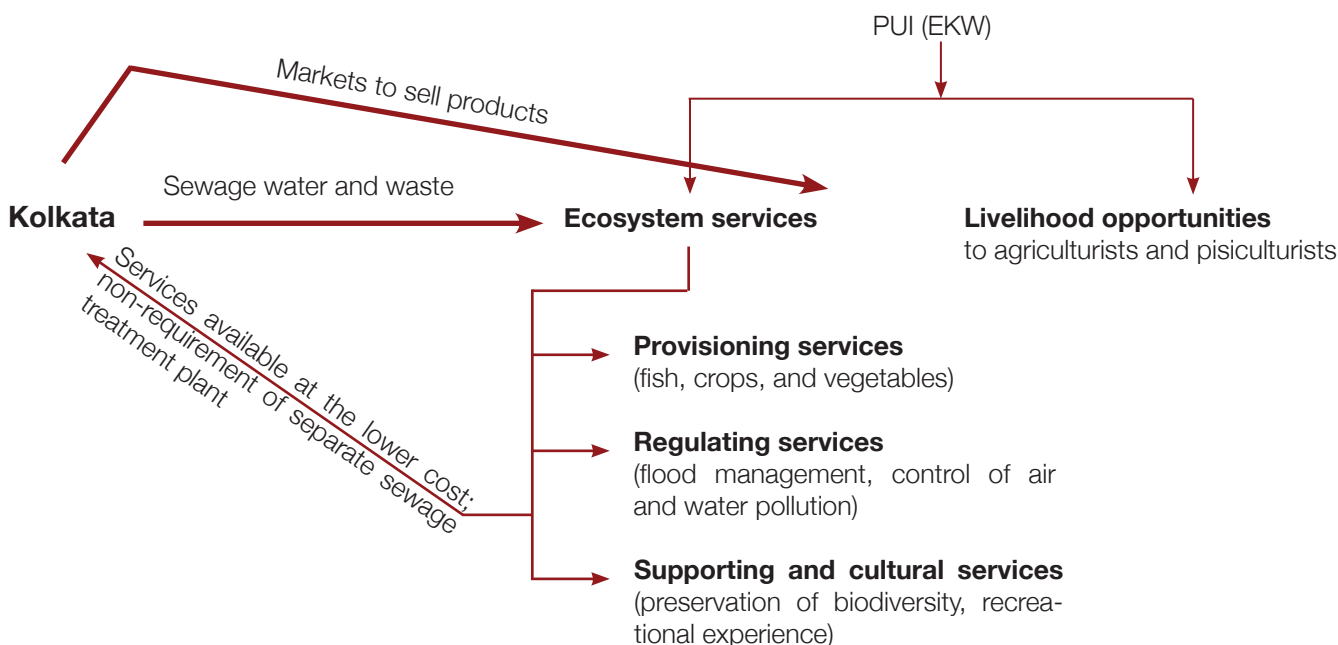 PUI (EKW)
Markets to sell products
Sewage water and waste
Kolkata
Ecosystem services
Livelihood opportunities
to agriculturists and pisiculturists
Services available at the lower cost;
non-requirement of separate sewage
treatment plant
Provisioning services
(fish, crops, and vegetables)
Regulating services
(flood management, control of air
and water pollution)
Supporting and cultural services
(preservation of biodiversity, recrea-
tional experience)